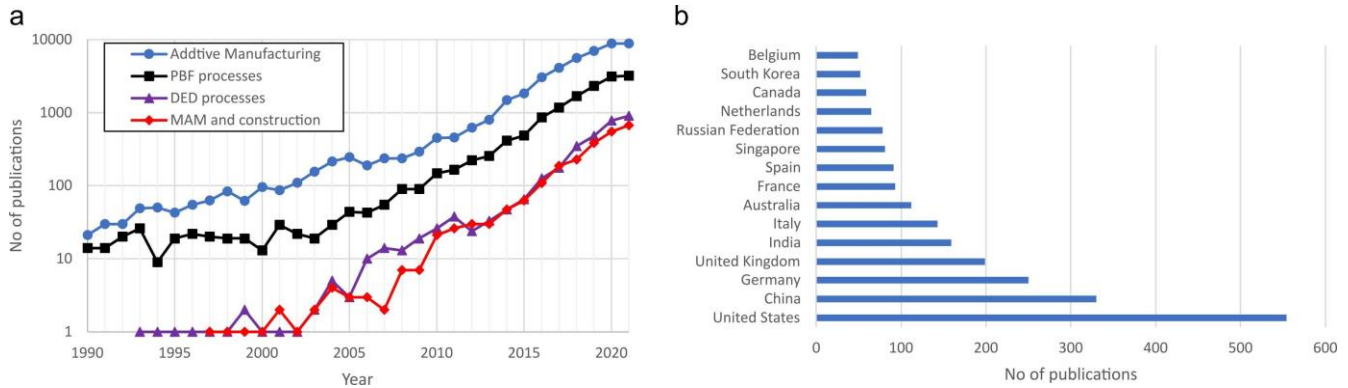 a
10000
1000
100
10
1
No of publications
Addtive Manufacturing
PBF processes
DED processes
MAM and construction
1990 1995 2000 2005 2010 2015 2020
Year
b
Belgium
South Korea
Canada
Netherlands
Russian Federation
Singapore
Spain
France
Australia
Italy
India
United Kingdom
Germany
China
United States
0 100 200 300 400 500 600
No of publications